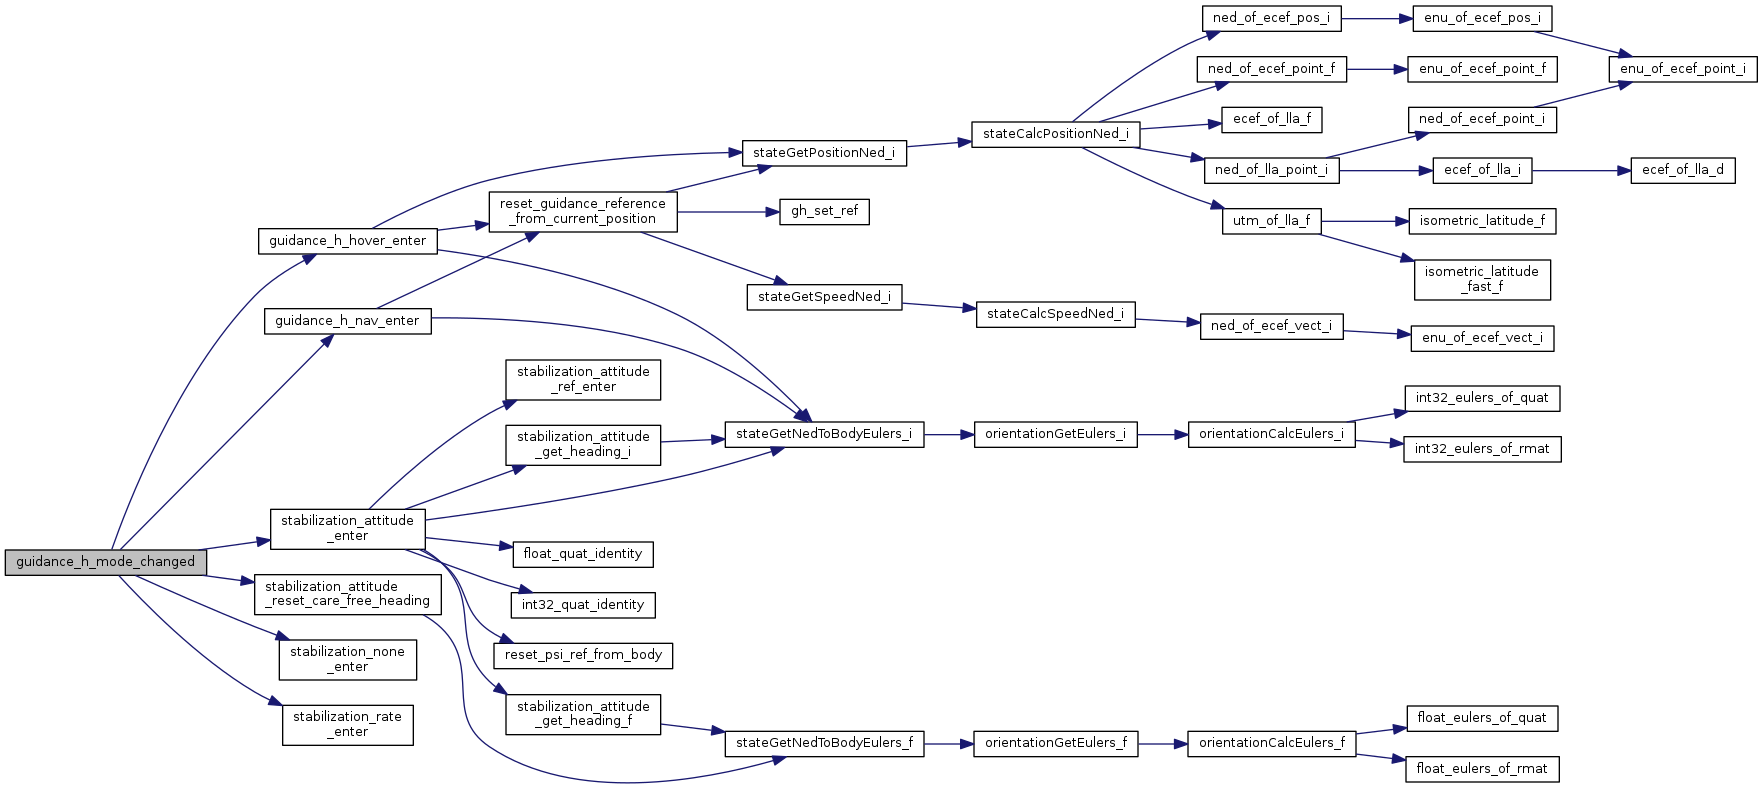 guidance_h_mode_changed
guidance_h_hover_enter
guidance_h_nav_enter
stabilization_attitude
_enter
stabilization_attitude
_reset_care_free_heading
stabilization_none
_enter
stabilization_rate
_enter
reset_guidance_reference
_from_current_position
stabilization_attitude
_ref_enter
stabilization_attitude
_get_heading_i
float_quat_identity
int32_quat_identity
reset_psi_ref_from_body
stabilization_attitude
_get_heading_f
stateGetPositionNed_i
gh_set_ref
stateGetSpeedNed_i
stateGetNedToBodyEulers_i
stateGetNedToBodyEulers_f
stateCalcPositionNed_i
stateCalcSpeedNed_i
orientationGetEulers_i
orientationGetEulers_f
ned_of_ecef_pos_i
ned_of_ecef_point_f
ecef_of_lla_f
ned_of_lla_point_i
utm_of_lla_f
ned_of_ecef_vect_i
orientationCalcEulers_i
orientationCalcEulers_f
enu_of_ecef_pos_i
enu_of_ecef_point_f
ned_of_ecef_point_i
ecef_of_lla_i
isometric_latitude_f
isometric_latitude
_fast_f
enu_of_ecef_vect_i
int32_eulers_of_quat
int32_eulers_of_rmat
float_eulers_of_quat
float_eulers_of_rmat
enu_of_ecef_point_i
ecef_of_lla_d